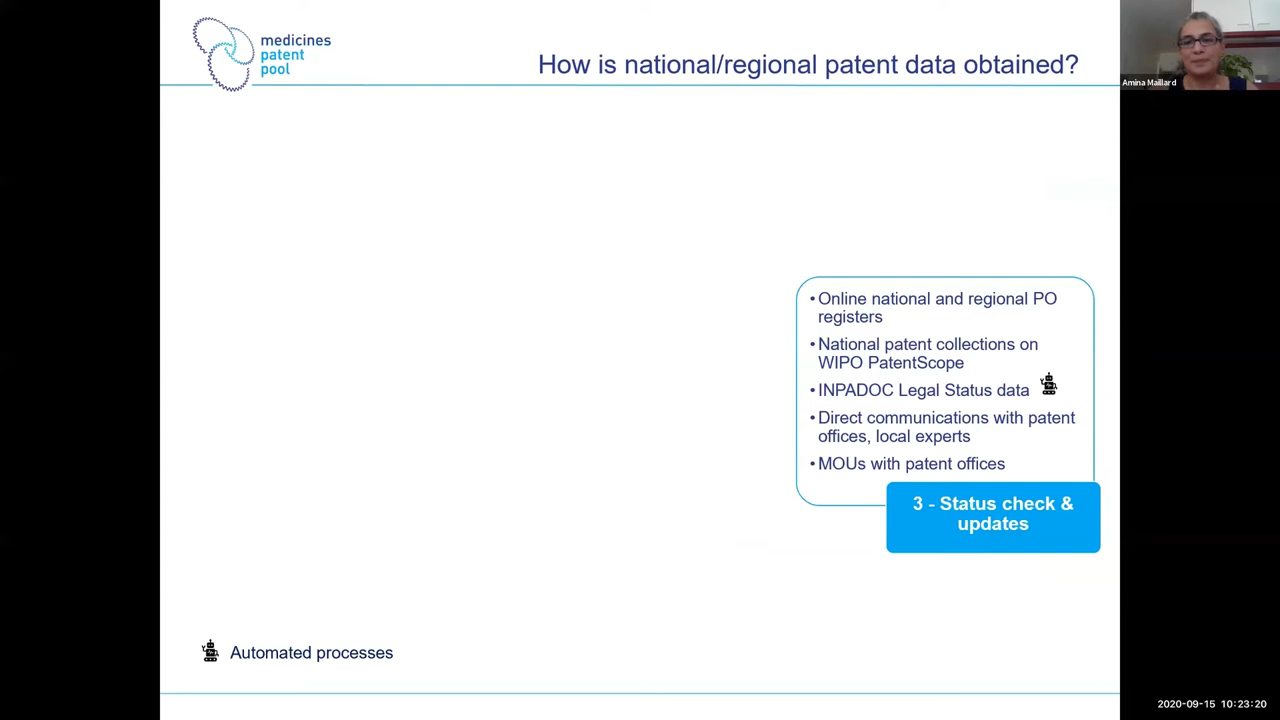 medicines
patent
pool
How is national/regional patent data obtained?
Amina Maillard
•Online national and regional PO
registers
•National patent collections on
WIPO PatentScope
•INPADOC Legal Status data
•Direct communications with patent
offices, local experts
•MOUs with patent offices
3 - Status check &
updates
Automated processes
2020-09-15 10:23:20